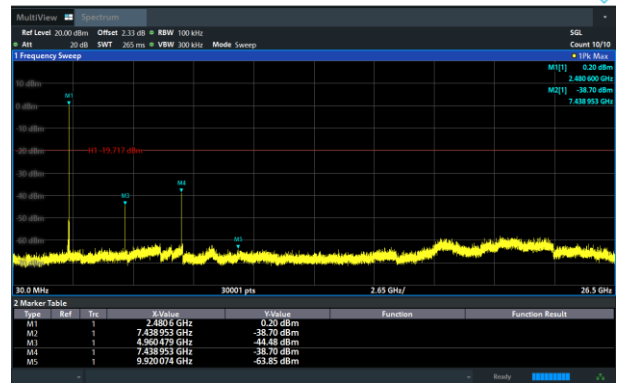 MultiView Spectrum
Ref Level 20.00 dBm Offset 2.33 dB RBW 100 kHz SGL
Att 20 dB SWT 265 ms VBW 300 kHz Mode Sweep Count 10/10
1 Frequency Sweep 1Pk Max
M1[1] 0.20 dBm
2.480 600 GHz
M2[1] -38.70 dBm
7.438 953 GHz
10 dBm
M1
0 dBm
-10 dBm
-20 dBm H1 -19.717 dBm
-30 dBm
M4
-40 dBm
M3
-50 dBm
-60 dBm
M5
30.0 MHz 30001 pts 2.65 GHz/ 26.5 GHz
2 Marker Table
Type Ref Trc X-Value Y-Value Function Function Result
M1 1 2.480 6 GHz 0.20 dBm
M2 1 7.438 953 GHz -38.70 dBm
M3 1 4.960 479 GHz -44.48 dBm
M4 1 7.438 953 GHz -38.70 dBm
M5 1 9.920 074 GHz -63.85 dBm
Ready